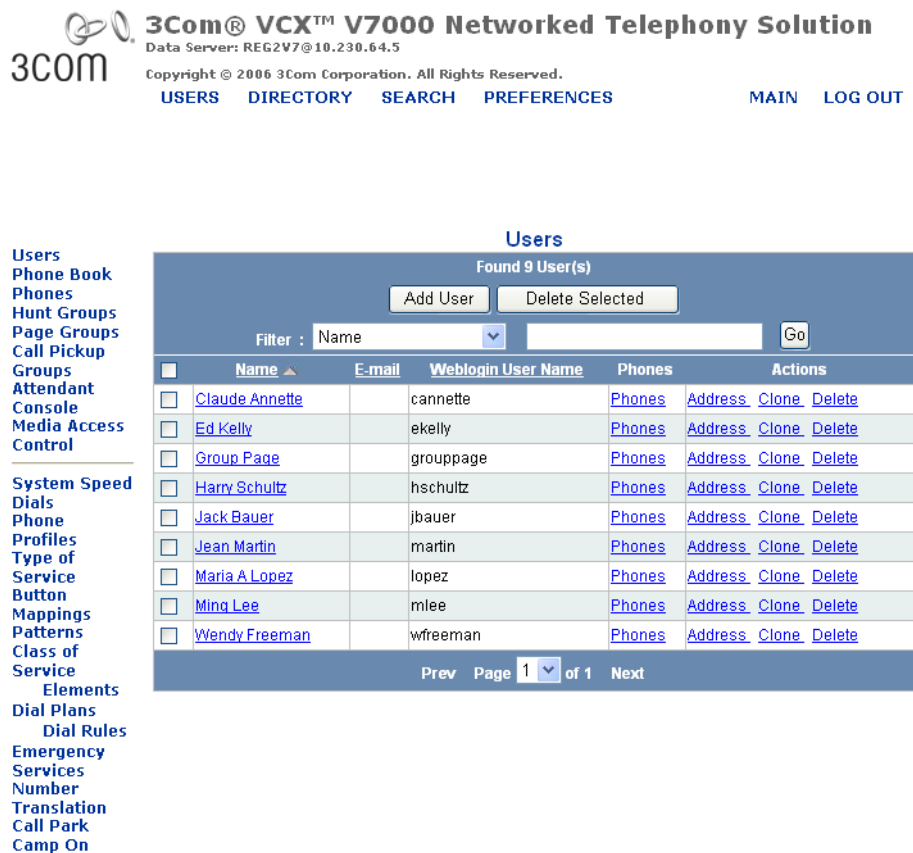 3Com® VCX™ V7000 Networked Telephony Solution
Data Server: REG2V7@10.230.64.5
3COM
Copyright © 2006 3Com Corporation. All Rights Reserved.
USERS DIRECTORY SEARCH PREFERENCES MAIN LOG OUT
Users
Phone Book
Phones
Hunt Groups
Page Groups
Call Pickup
Groups
Attendant
Console
Media Access
Control
System Speed
Dials
Phone
Profiles
Type of
Service
Button
Mappings
Patterns
Class of
Service
Elements
Dial Plans
Dial Rules
Emergency
Services
Number
Translation
Call Park
Camp On
Users
Found 9 User(s)
Add User Delete Selected
Filter : Name Go
Name E-mail Weblogin User Name Phones Actions
Claude Annette cannette Phones Address Clone Delete
Ed Kelly ekelly Phones Address Clone Delete
Group Page grouppage Phones Address Clone Delete
Harry Schultz hschultz Phones Address Clone Delete
Jack Bauer jbauer Phones Address Clone Delete
Jean Martin martin Phones Address Clone Delete
Maria A Lopez lopez Phones Address Clone Delete
Ming Lee mlee Phones Address Clone Delete
Wendy Freeman wfreeman Phones Address Clone Delete
Prev Page 1 of 1 Next